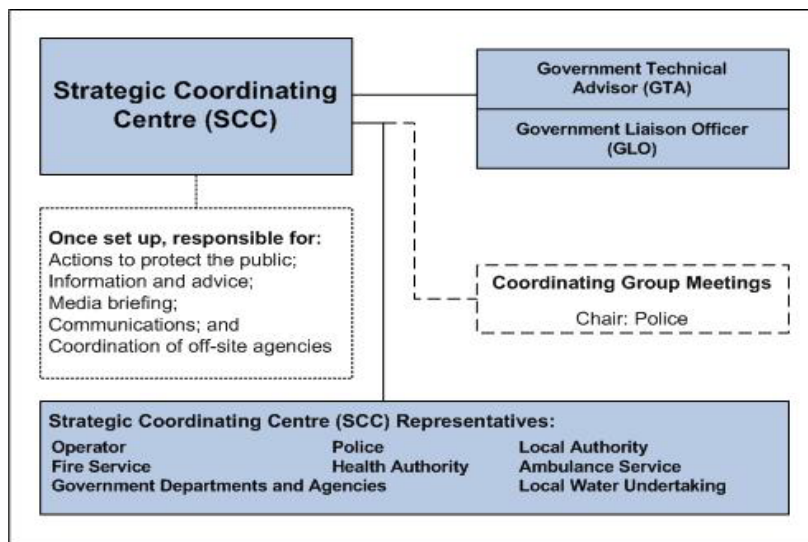 Strategic Coordinating
Centre (SCC)
Government Technical
Advisor (GTA)
Government Liaison Officer
(GLO)
Once set up, responsible for:
Actions to protect the public;
Information and advice;
Media briefing;
Communications; and
Coordination of off-site agencies
Coordinating Group Meetings
Chair: Police
Strategic Coordinating Centre (SCC) Representatives:
Operator Police Local Authority
Fire Service Health Authority Ambulance Service
Government Departments and Agencies Local Water Undertaking